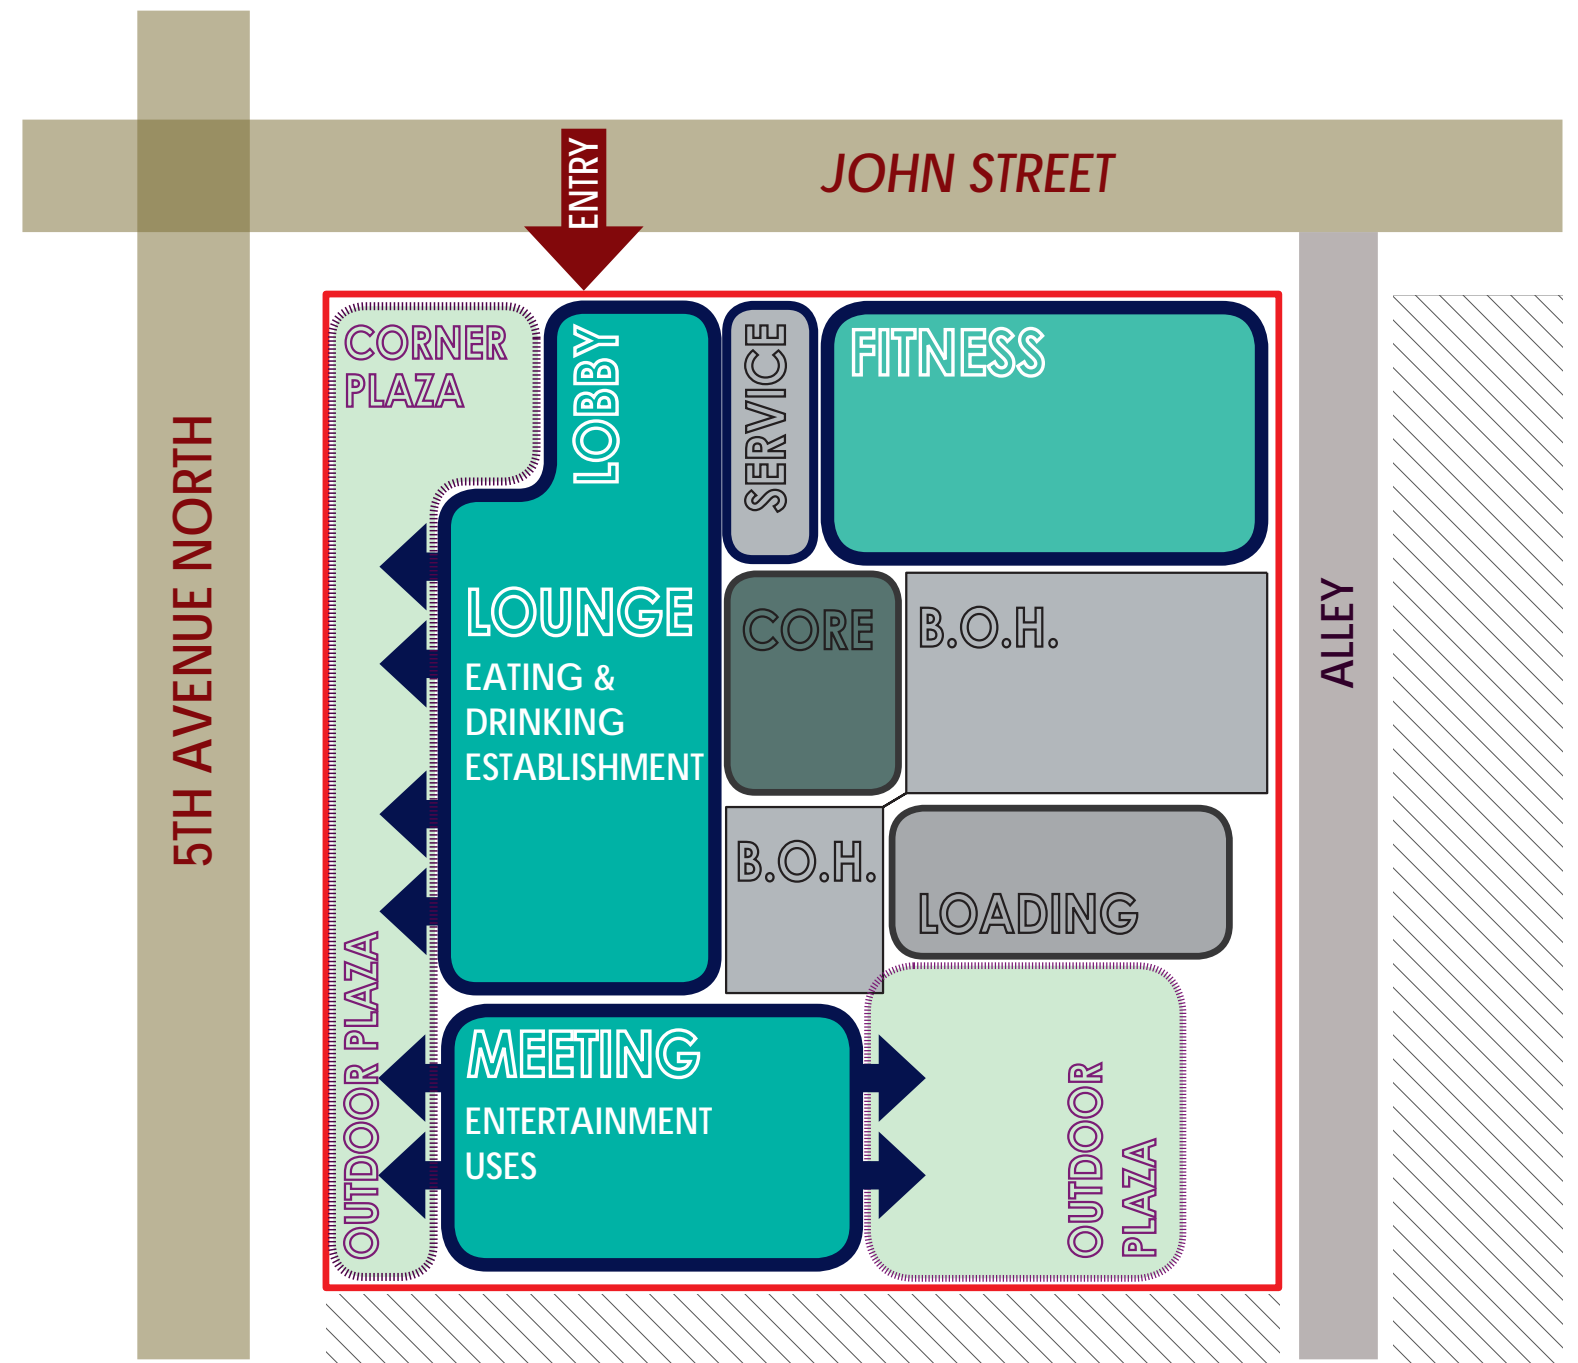 ENTRY
JOHN STREET
CORNER
PLAZA
LOBBY
SERVICE
FITNESS
5TH AVENUE NORTH
LOUNGE
EATING &
DRINKING
ESTABLISHMENT
CORE
B.O.H.
ALLEY
B.O.H.
LOADING
OUTDOOR PLAZA
MEETING
ENTERTAINMENT
USES
OUTDOOR
PLAZA